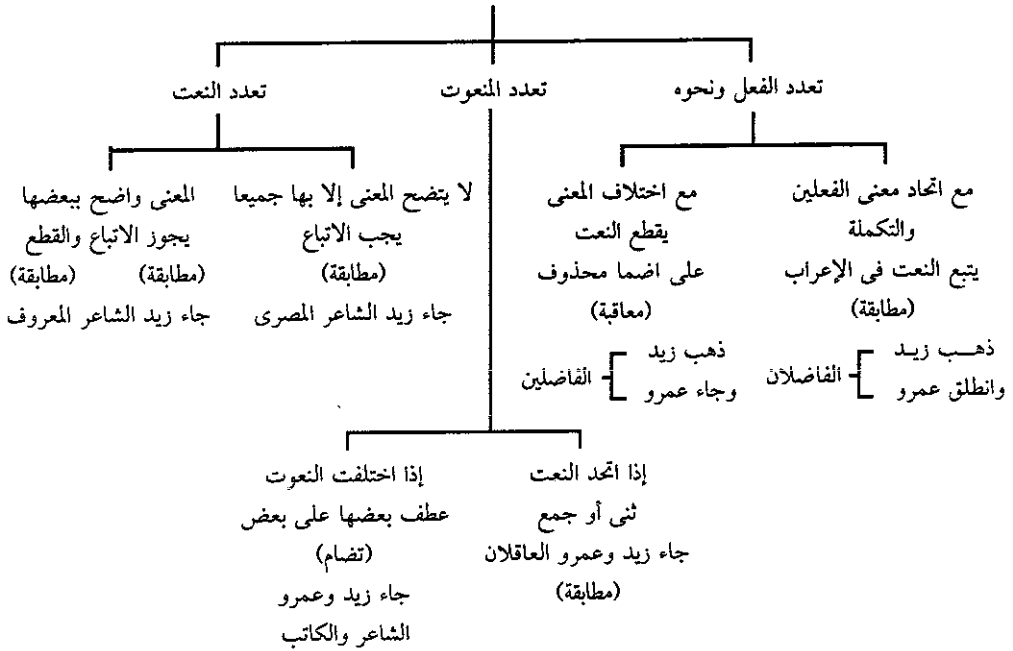 تعدد الفعل ونحوه
تعدد المنعوت
تعدد النعت
مع اتحاد معنى الفعلين
والتكملة
يتبع النعت فى الإعراب
(مطابقة)
ذهب زيد
وانطلق عمرو
الفاضلان
مع اختلاف المعنى
يقطع النعت
على اضما محذوف
(معاقبة)
ذهب زيد
وجاء عمرو
الفاضلين
لا يتضح المعنى إلا بها جميعا
يجب الاتباع
(مطابقة)
جاء زيد الشاعر المصرى
المعنى واضح ببعضها
يجوز الاتباع والقطع
(مطابقة) (مطابقة)
جاء زيد الشاعر المعروف
إذا اتحد النعت
ثنى أو جمع
جاء زيد وعمرو العاقلان
(مطابقة)
إذا اختلفت النعوت
عطف بعضها على بعض
(تضام)
جاء زيد وعمرو
الشاعر والكاتب